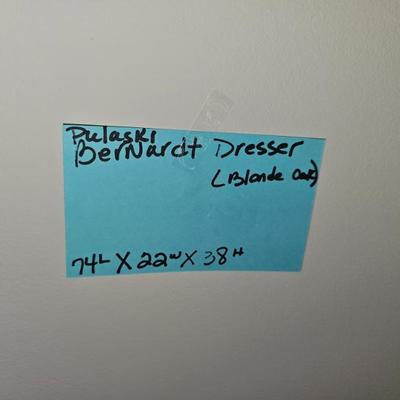 Pulaski
Bernardt Dresser
(Blonde Oak)
74L X 22W X 38H